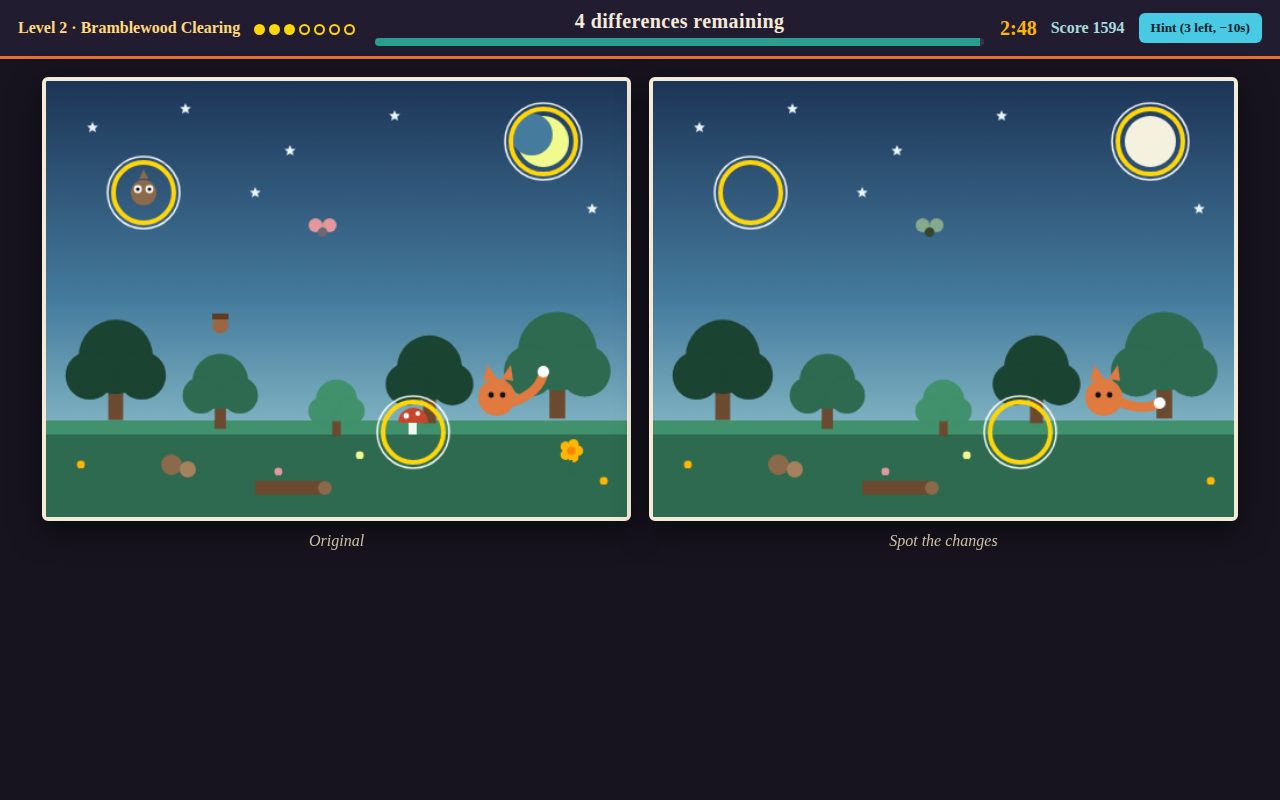 Level 2 · Bramblewood Clearing
4 differences remaining
2:48
Score 1594
Hint (3 left, −10s)
Original
Spot the changes